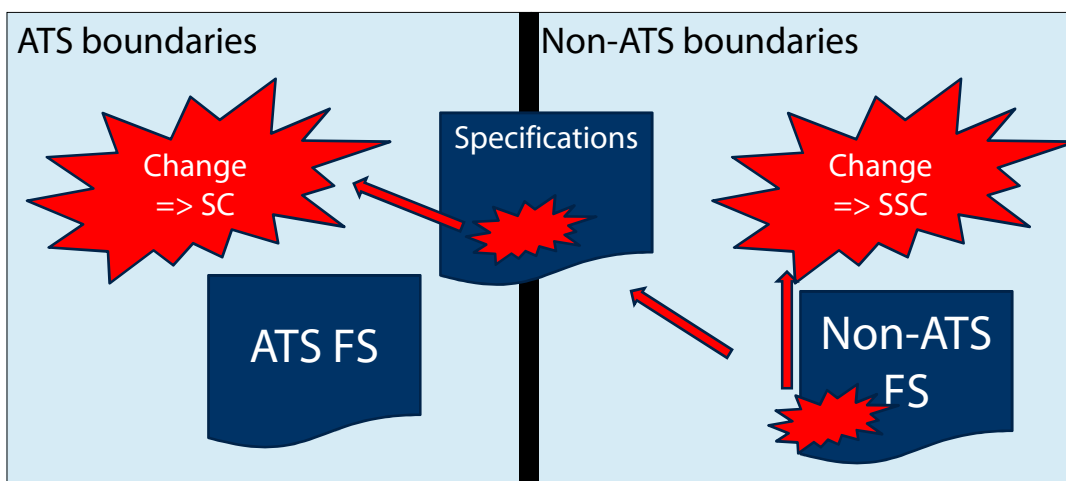 ATS boundaries
Non-ATS boundaries
Specifications
Change
=> SC
Change
=> SSC
ATS FS
Non-ATS
FS